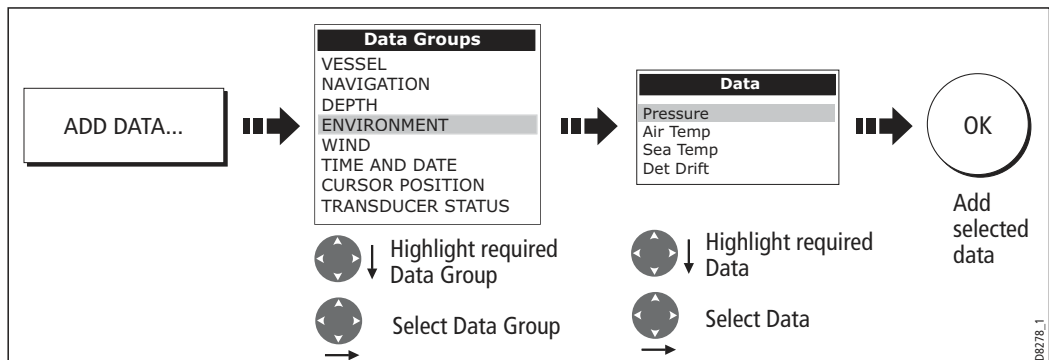 ADD DATA...
Data Groups
VESSEL
NAVIGATION
DEPTH
ENVIRONMENT
WIND
TIME AND DATE
CURSOR POSITION
TRANSDUCER STATUS
Highlight required
Data Group
Select Data Group
Data
Pressure
Air Temp
Sea Temp
Det Drift
Highlight required
Data
Select Data
OK
Add
selected
data
D8278_1